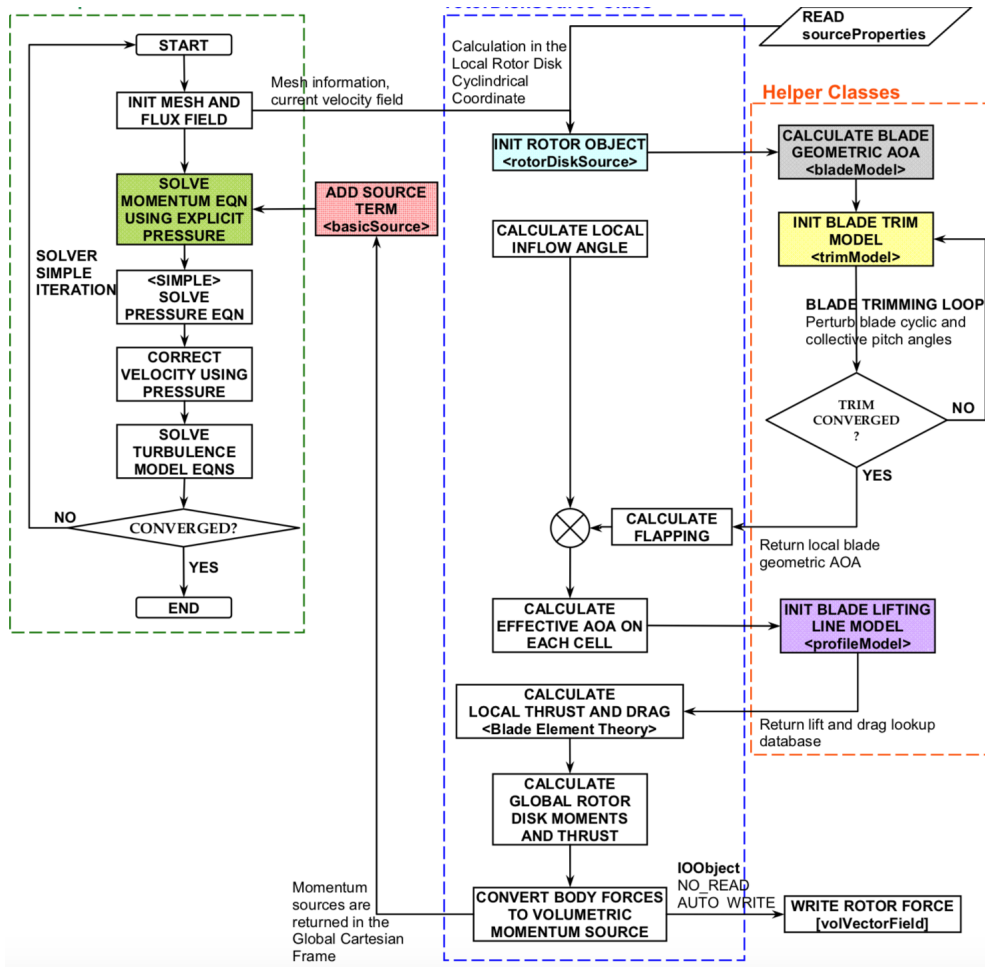 rotorDiskSource Class
READ
sourceProperties
START
Calculation in the
Local Rotor Disk
Cyclindrical
Coordinate
Mesh information,
current velocity field
INIT MESH AND
FLUX FIELD
Helper Classes
INIT ROTOR OBJECT
<rotorDiskSource>
CALCULATE BLADE
GEOMETRIC AOA
<bladeModel>
SOLVE
MOMENTUM EQN
USING EXPLICIT
PRESSURE
ADD SOURCE
TERM
<basicSource>
CALCULATE LOCAL
INFLOW ANGLE
INIT BLADE TRIM
MODEL
<trimModel>
SOLVER
SIMPLE
ITERATION
<SIMPLE>
SOLVE
PRESSURE EQN
BLADE TRIMMING LOOP
Perturb blade cyclic and
collective pitch angles
CORRECT
VELOCITY USING
PRESSURE
TRIM
CONVERGED
?
NO
YES
SOLVE
TURBULENCE
MODEL EQNS
NO
CONVERGED?
YES
END
CALCULATE
FLAPPING
Return local blade
geometric AOA
CALCULATE
EFFECTIVE AOA ON
EACH CELL
INIT BLADE LIFTING
LINE MODEL
<profileModel>
CALCULATE
LOCAL THRUST AND DRAG
<Blade Element Theory>
Return lift and drag lookup
database
CALCULATE
GLOBAL ROTOR
DISK MOMENTS
AND THRUST
Momentum
sources are
returned in the
Global Cartesian
Frame
CONVERT BODY FORCES
TO VOLUMETRIC
MOMENTUM SOURCE
IOObject
NO_READ
AUTO_WRITE
WRITE ROTOR FORCE
[volVectorField]